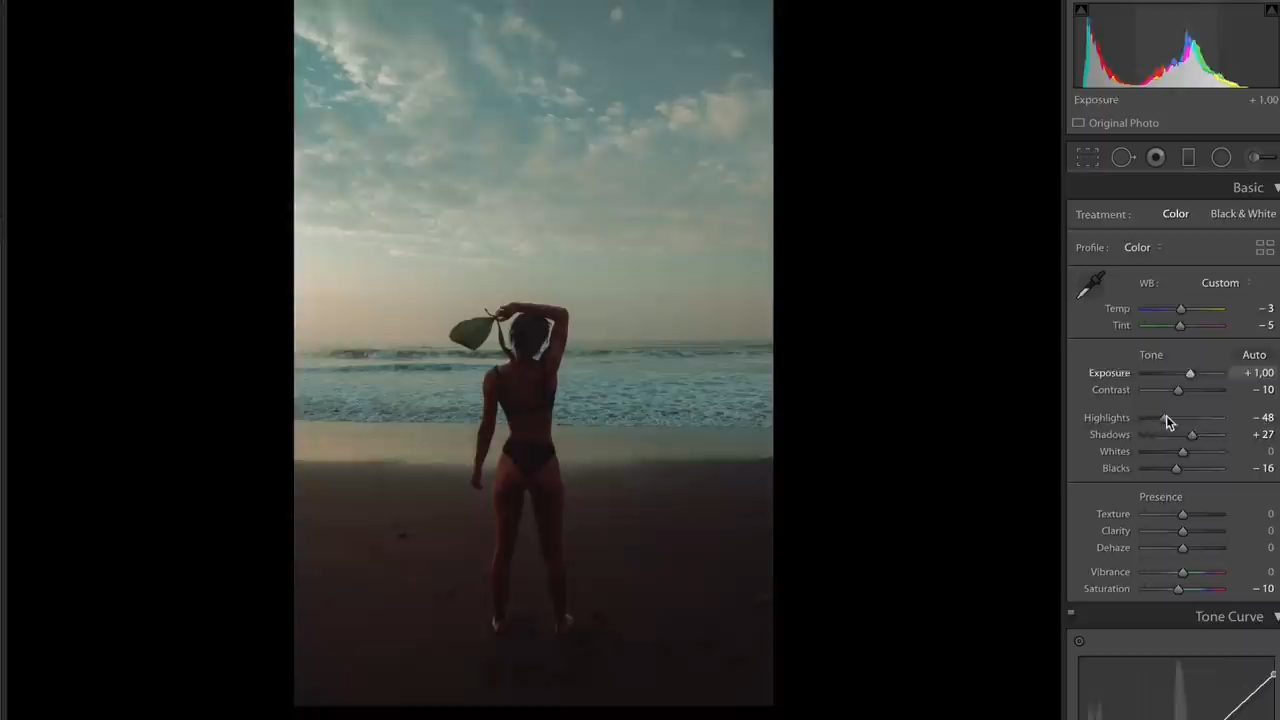 Exposure + 1,00
Original Photo
Basic
Treatment : Color Black & White
Profile : Color
WB : Custom
Temp − 3
Tint − 5
Tone Auto
Exposure + 1,00
Contrast − 10
Highlights − 48
Shadows + 27
Whites 0
Blacks − 16
Presence
Texture 0
Clarity 0
Dehaze 0
Vibrance 0
Saturation − 10
Tone Curve